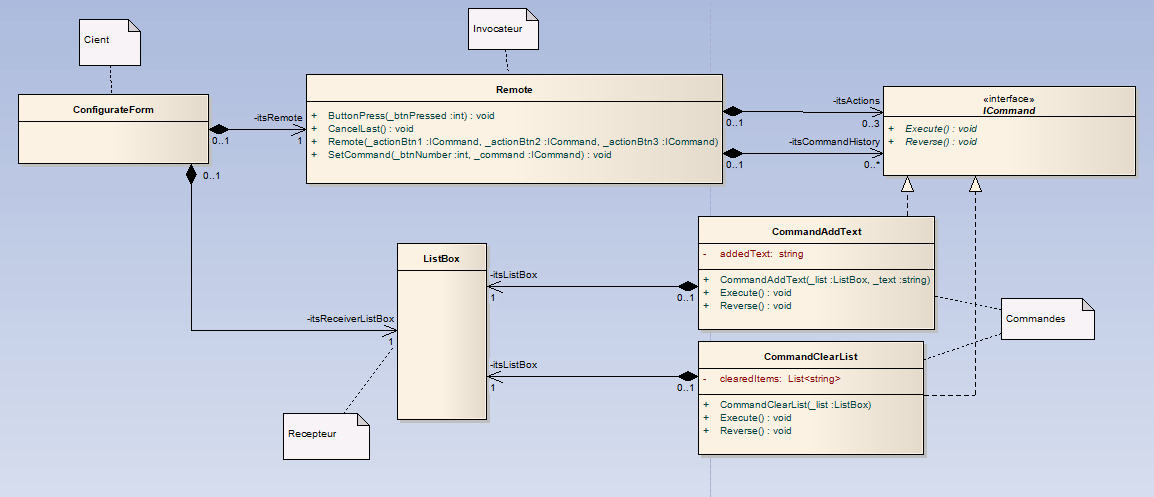 Cient
Invocateur
ConfigurateForm
-itsRemote
0..1
1
0..1
Remote
+ ButtonPress(_btnPressed :int) : void
+ CancelLast() : void
+ Remote(_actionBtn1 :ICommand, _actionBtn2 :ICommand, _actionBtn3 :ICommand)
+ SetCommand(_btnNumber :int, _command :ICommand) : void
-itsActions
0..1
0..3
-itsCommandHistory
0..1
0..*
«interface»
ICommand
+ Execute() : void
+ Reverse() : void
CommandAddText
- addedText: string
+ CommandAddText(_list :ListBox, _text :string)
+ Execute() : void
+ Reverse() : void
ListBox
-itsListBox
1
0..1
-itsReceiverListBox
1
Commandes
CommandClearList
- clearedItems: List<string>
+ CommandClearList(_list :ListBox)
+ Execute() : void
+ Reverse() : void
-itsListBox
1
0..1
Recepteur